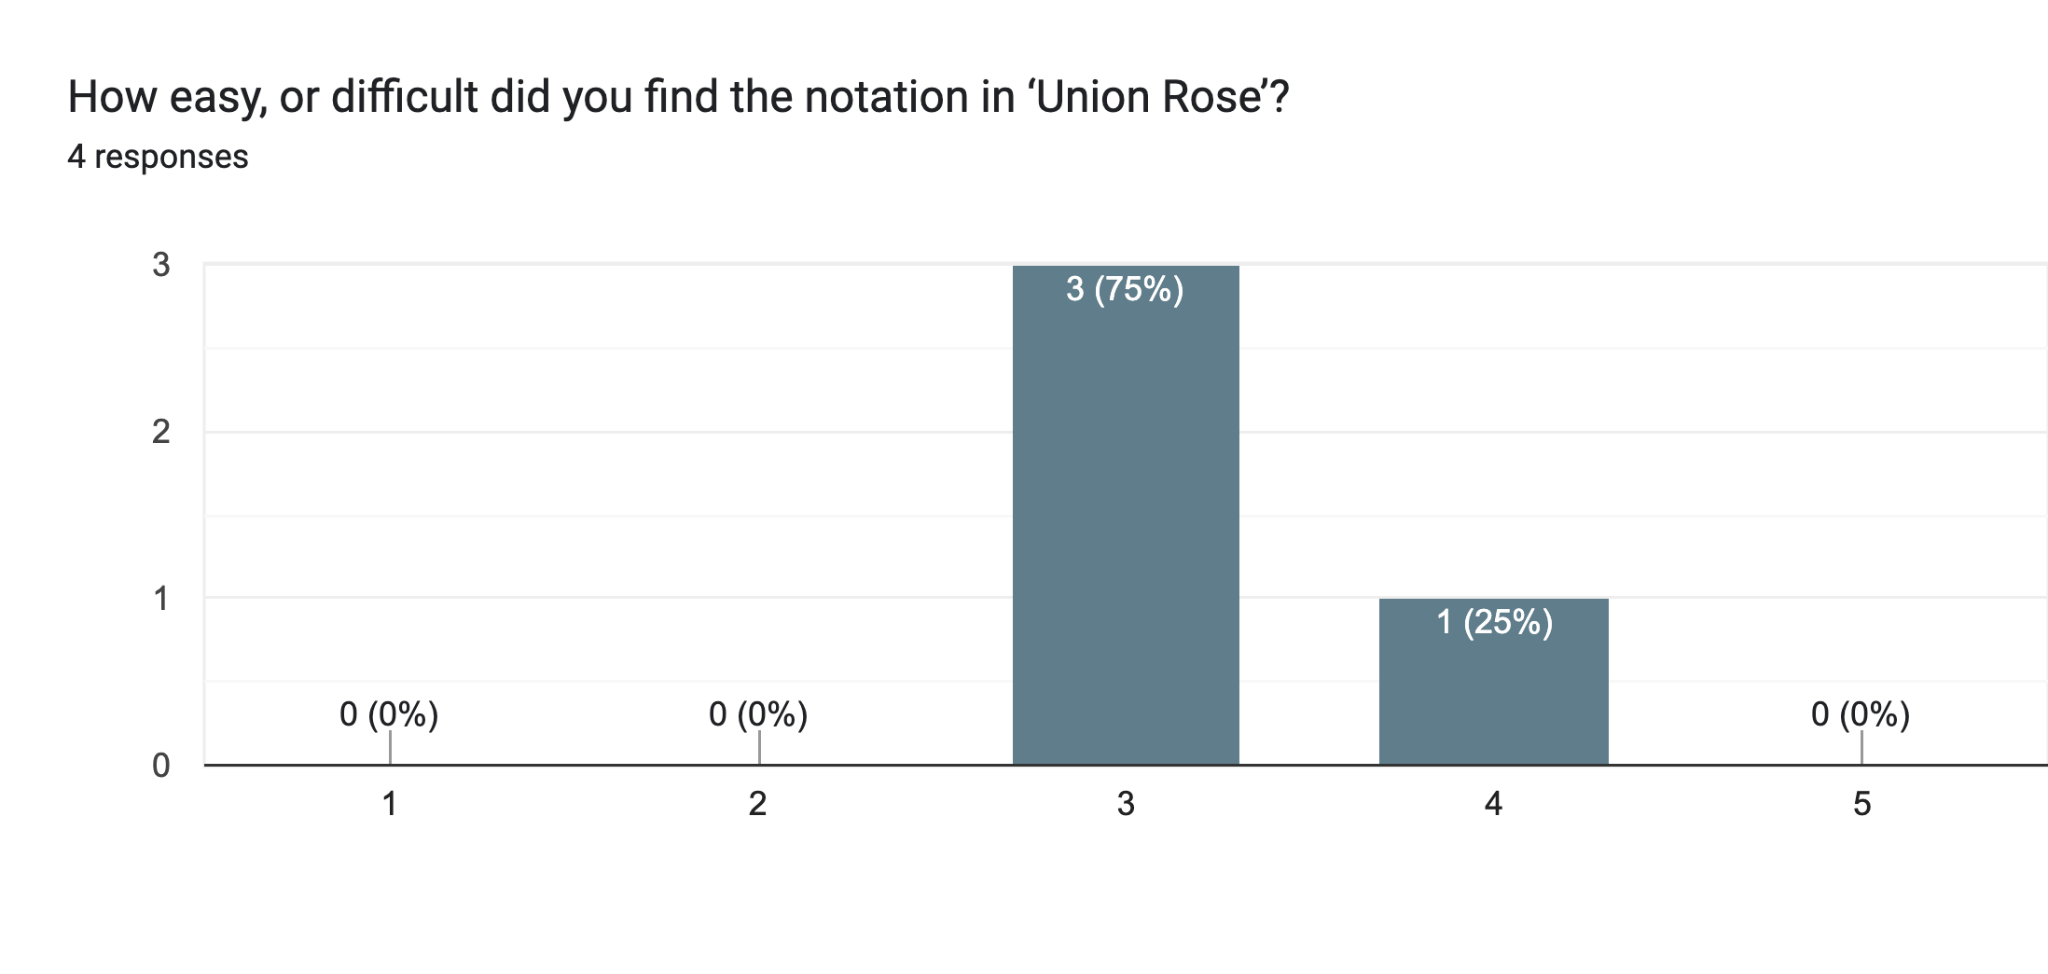 How easy, or difficult did you find the notation in ‘Union Rose’?
4 responses
3
3 (75%)
2
1
1 (25%)
0 (0%) 0 (0%) 0 (0%)
0
1 2 3 4 5